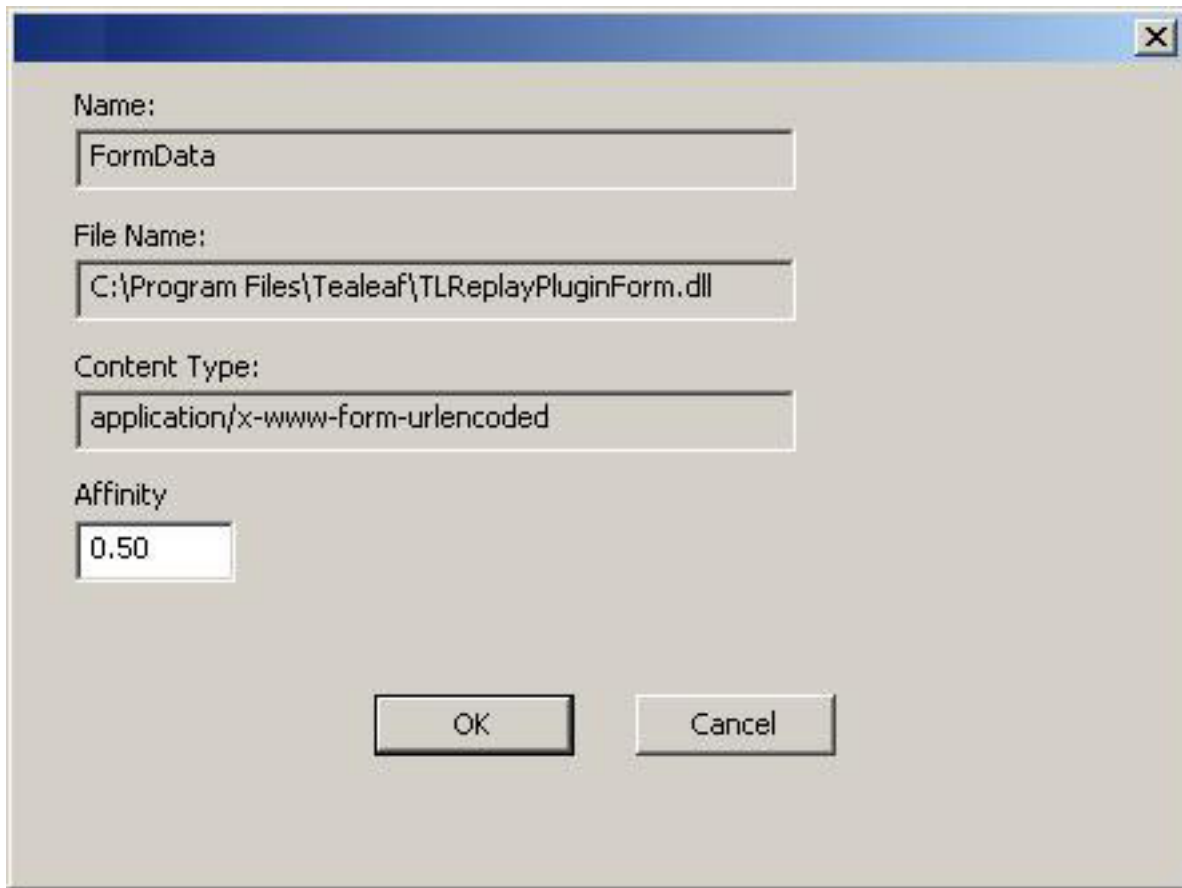 Name:
FormData
File Name:
C:\Program Files\Tealeaf\TLReplayPluginForm.dll
Content Type:
application/x-www-form-urlencoded
Affinity
0.50
OK
Cancel